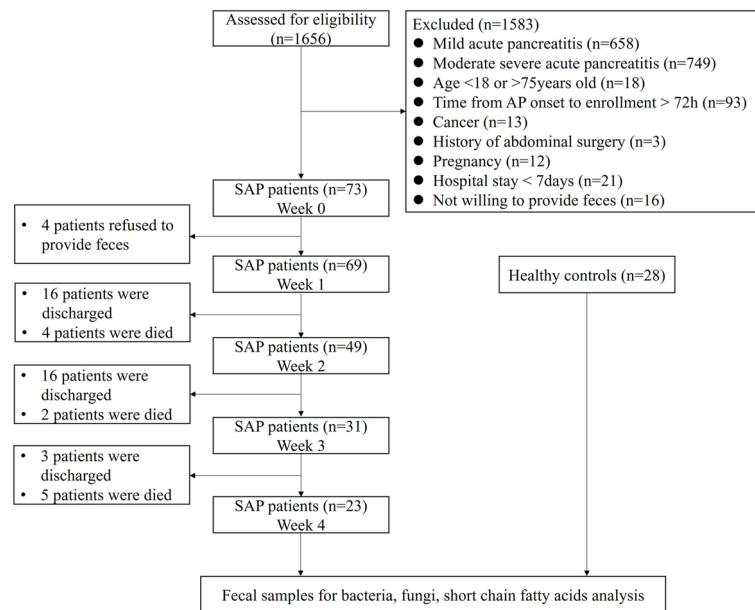 Assessed for eligibility
(n=1656)
Excluded (n=1583)
● Mild acute pancreatitis (n=658)
● Moderate severe acute pancreatitis (n=749)
● Age <18 or >75years old (n=18)
● Time from AP onset to enrollment > 72h (n=93)
● Cancer (n=13)
● History of abdominal surgery (n=3)
● Pregnancy (n=12)
● Hospital stay < 7days (n=21)
● Not willing to provide feces (n=16)
SAP patients (n=73)
Week 0
• 4 patients refused to
provide feces
SAP patients (n=69)
Week 1
Healthy controls (n=28)
• 16 patients were
discharged
• 4 patients were died
SAP patients (n=49)
Week 2
• 16 patients were
discharged
• 2 patients were died
SAP patients (n=31)
Week 3
• 3 patients were
discharged
• 5 patients were died
SAP patients (n=23)
Week 4
Fecal samples for bacteria, fungi, short chain fatty acids analysis